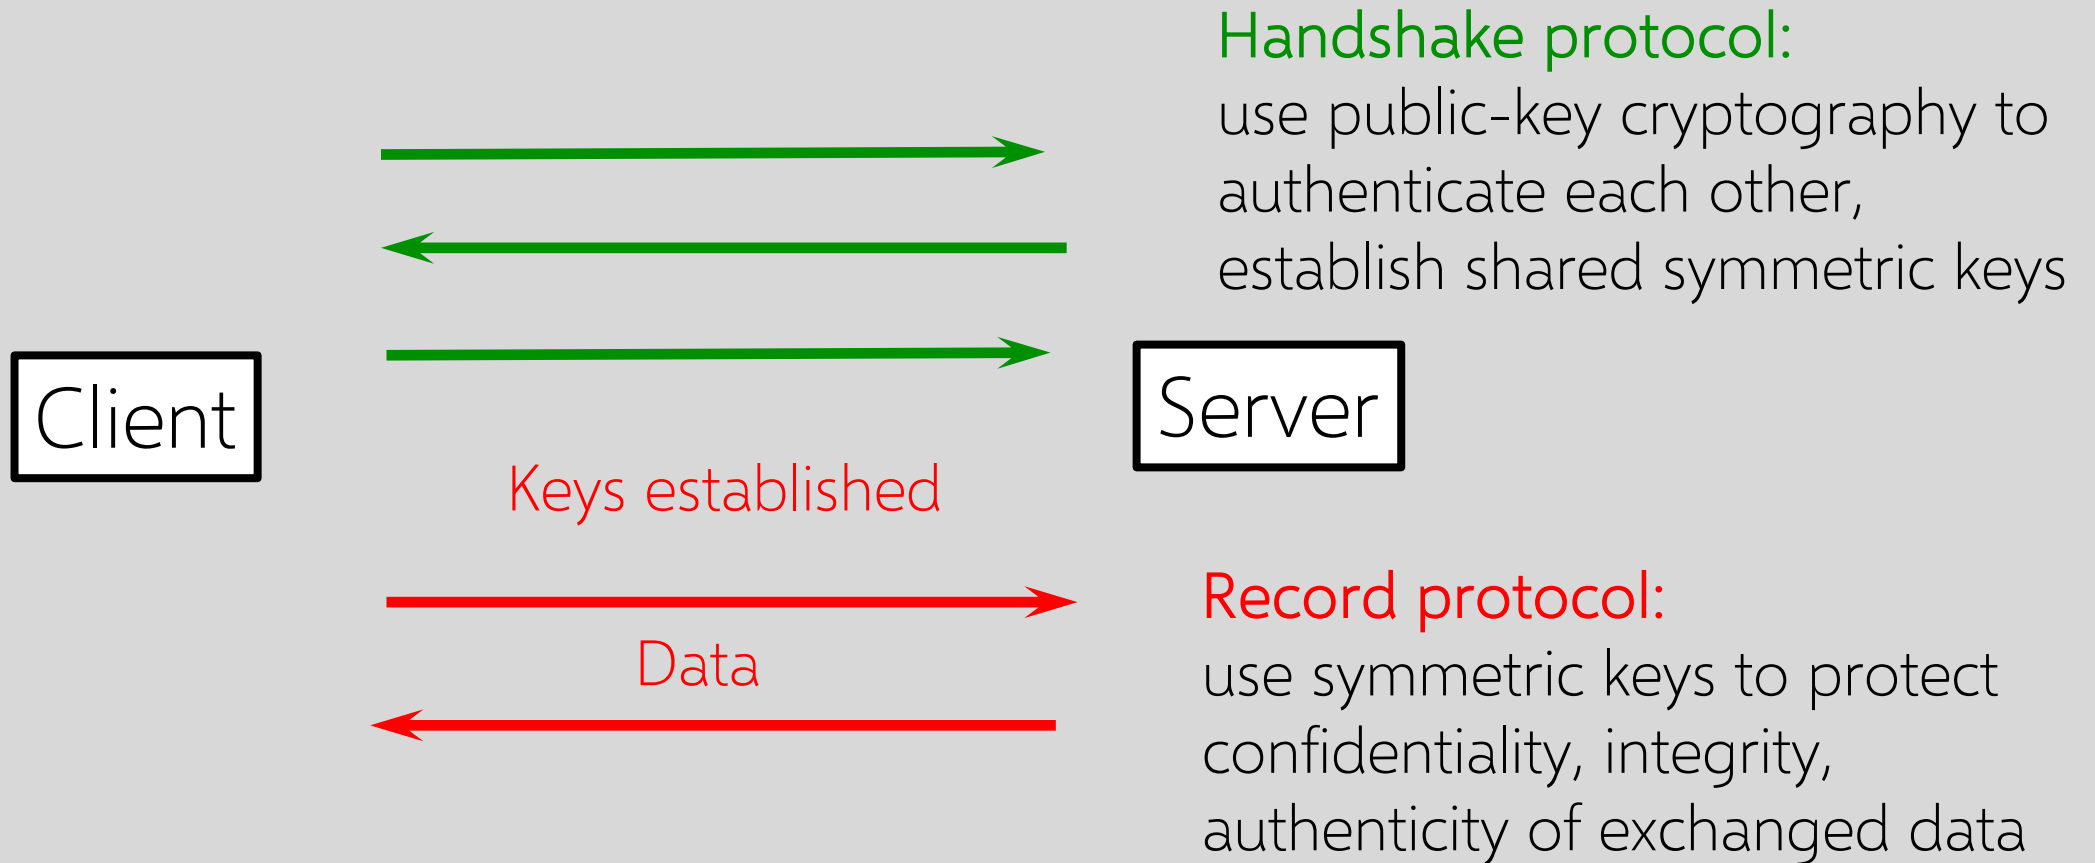 Handshake protocol:
use public-key cryptography to
authenticate each other,
establish shared symmetric keys
Client
Server
Keys established
Data
Record protocol:
use symmetric keys to protect
confidentiality, integrity,
authenticity of exchanged data